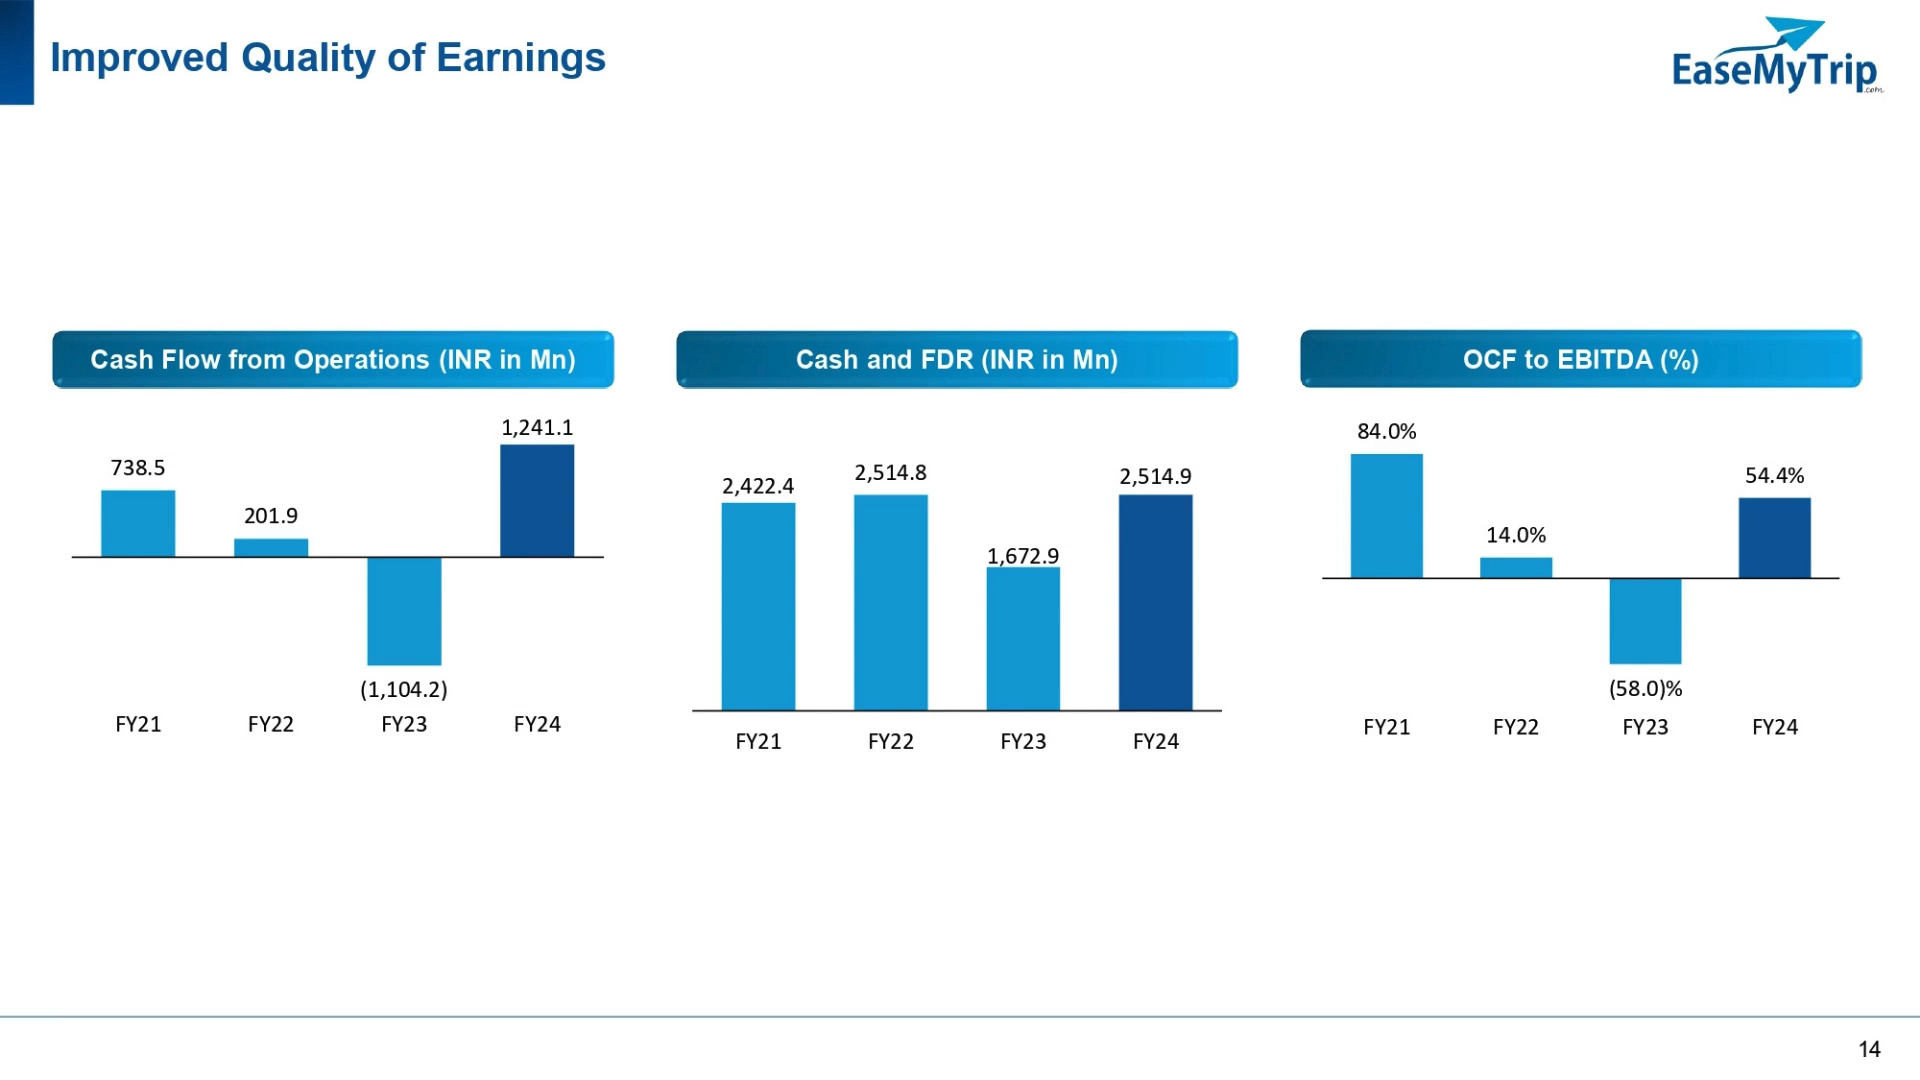 Improved Quality of Earnings
EaseMyTrip
.com
Cash Flow from Operations (INR in Mn)
738.5
201.9
(1,104.2)
1,241.1
FY21
FY22
FY23
FY24
Cash and FDR (INR in Mn)
2,422.4
2,514.8
1,672.9
2,514.9
FY21
FY22
FY23
FY24
OCF to EBITDA (%)
84.0%
14.0%
(58.0)%
54.4%
FY21
FY22
FY23
FY24
14